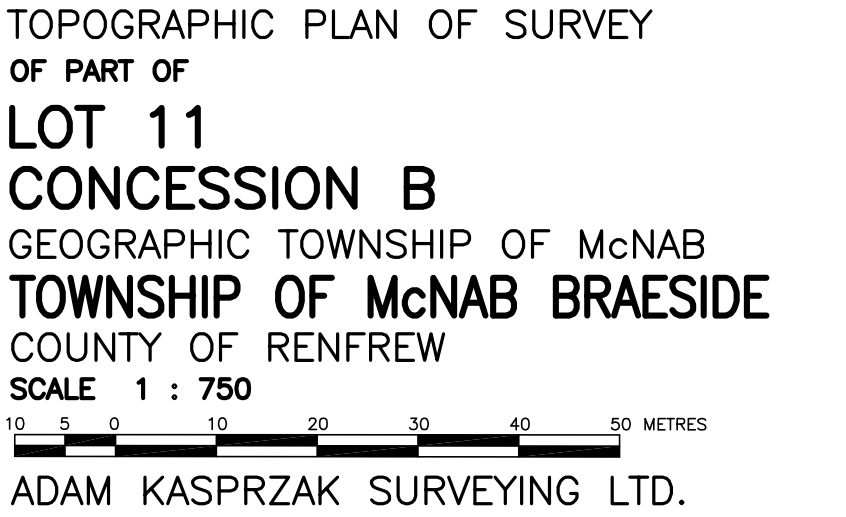 TOPOGRAPHIC PLAN OF SURVEY
OF PART OF
LOT 11
CONCESSION B
GEOGRAPHIC TOWNSHIP OF McNAB
TOWNSHIP OF McNAB BRAESIDE
COUNTY OF RENFREW
SCALE 1 : 750
10 5 0 10 20 30 40 50 METRES
ADAM KASPRZAK SURVEYING LTD.